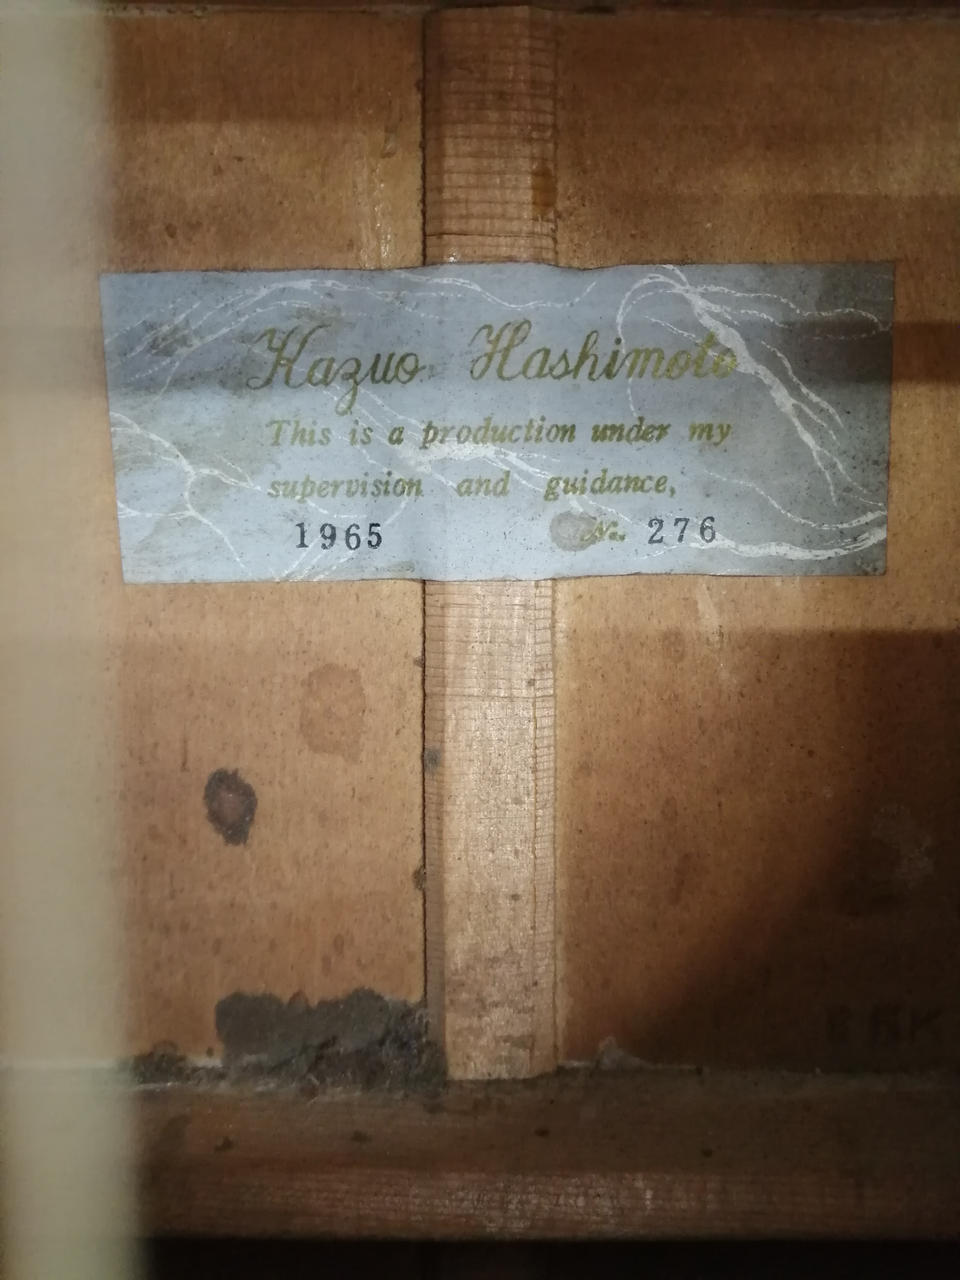 Kazuo Hashimoto
This is a production under my
supervision and guidance,
1965 No. 276